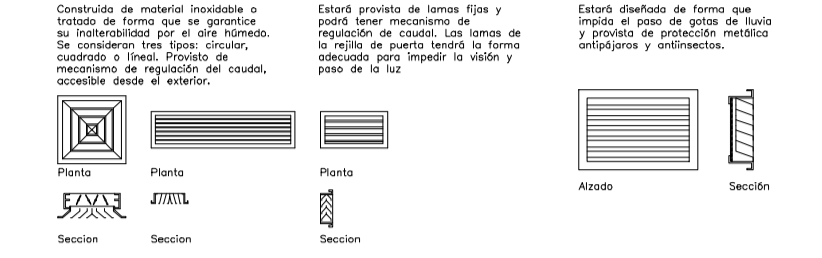 Construida de material inoxidable o
tratado de forma que se garantice
su inalterabilidad por el aire húmedo.
Se consideran tres tipos: circular,
cuadrado o líneal. Provisto de
mecanismo de regulación del caudal,
accesible desde el exterior.
Planta
Planta
Seccion
Seccion
Estará provista de lamas fijas y
podrá tener mecanismo de
regulación de caudal. Las lamas de
la rejilla de puerta tendrá la forma
adecuada para impedir la visión y
paso de la luz
Planta
Seccion
Estará diseñada de forma que
impida el paso de gotas de lluvia
y provista de protección metálica
antipájaros y antiinsectos.
Alzado
Sección